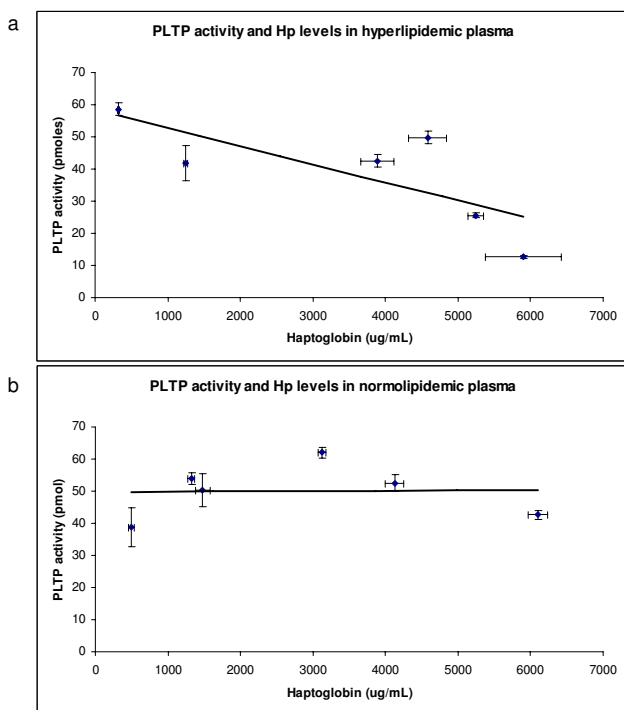 a
PLTP activity and Hp levels in hyperlipidemic plasma
PLTP activity (pmoles)
70
60
50
40
30
20
10
0
0 1000 2000 3000 4000 5000 6000 7000
Haptoglobin (ug/mL)
b
PLTP activity and Hp levels in normolipidemic plasma
PLTP activity (pmol)
70
60
50
40
30
20
10
0
0 1000 2000 3000 4000 5000 6000 7000
Haptoglobin (ug/mL)